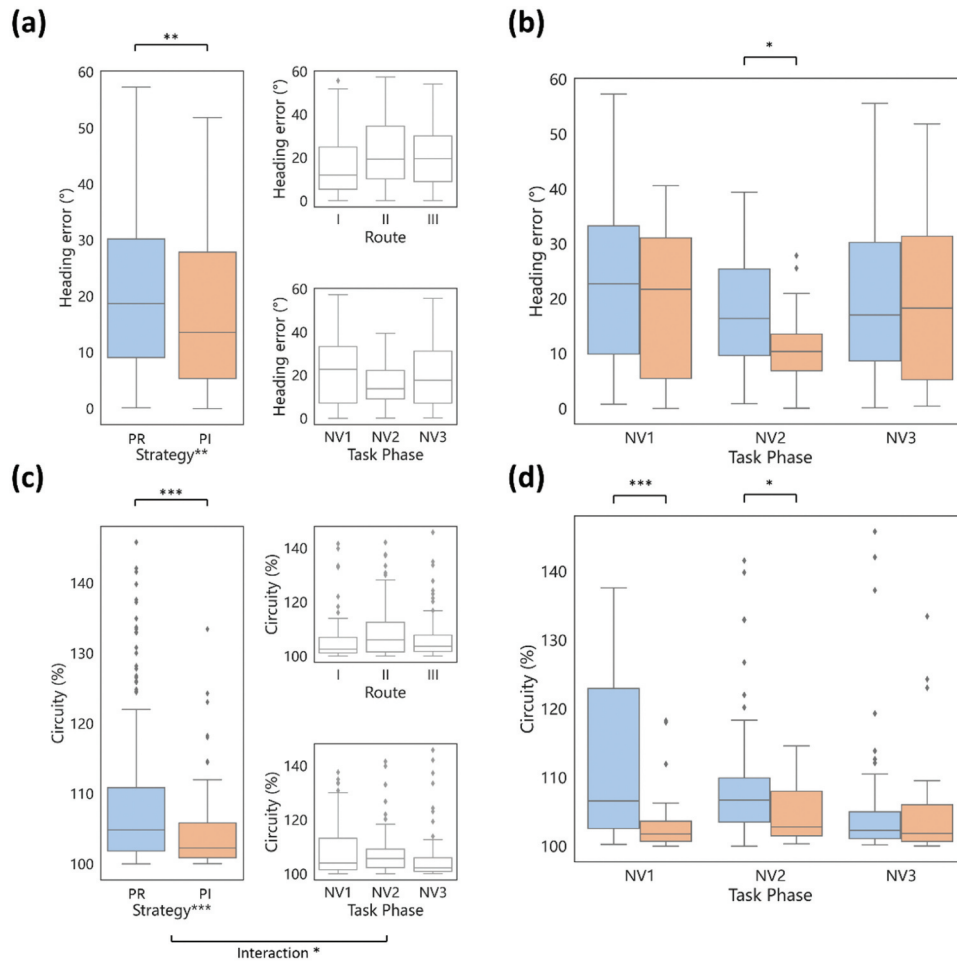 (a)
**
60
50
40
30
20
10
0
Heading error (°)
PR PI
Strategy**
60
40
20
0
Heading error (°)
I II III
Route
60
40
20
0
Heading error (°)
NV1 NV2 NV3
Task Phase
(b)
*
60
50
40
30
20
10
0
Heading error (°)
NV1 NV2 NV3
Task Phase
(c)
***
140
130
120
110
100
Circuity (%)
PR PI
Strategy***
140
120
100
Circuity (%)
I II III
Route
140
120
100
Circuity (%)
NV1 NV2 NV3
Task Phase
Interaction *
(d)
*** *
140
130
120
110
100
Circuity (%)
NV1 NV2 NV3
Task Phase